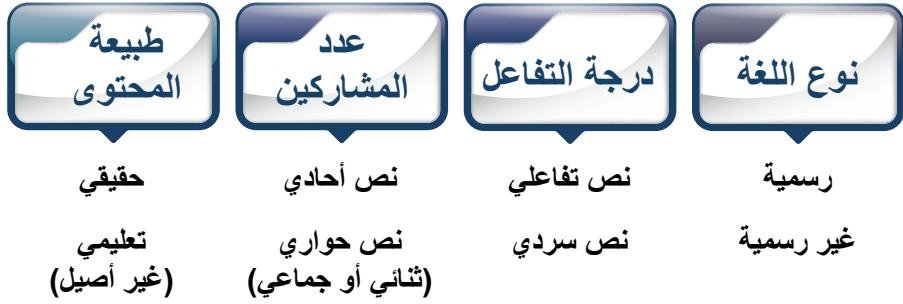 نوع اللغة
رسمية
غير رسمية
درجة التفاعل
نص تفاعلي
نص سردي
عدد
المشاركين
نص أحادي
نص حواري
(ثنائي أو جماعي)
طبيعة
المحتوى
حقيقي
تعليمي
(غير أصيل)